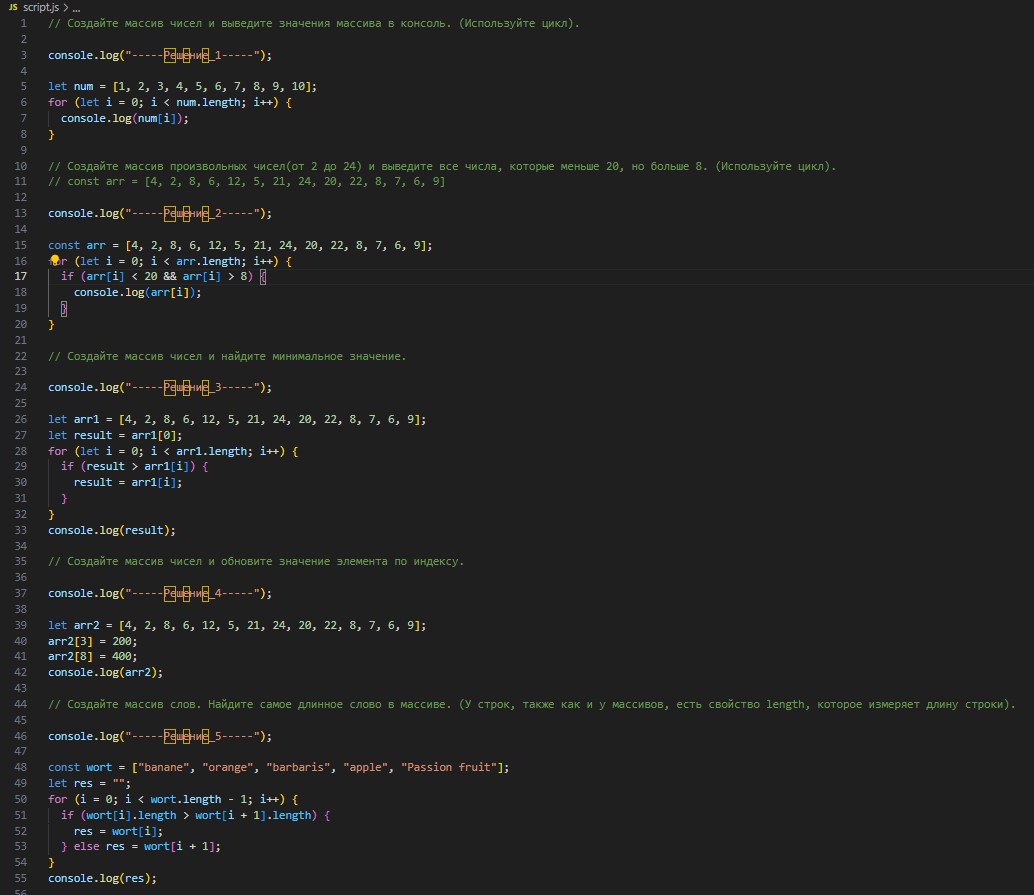 JS script.js > ...
1 // Создайте массив чисел и выведите значения массива в консоль. (Используйте цикл).
2
3 console.log("-----Решение_1-----");
4
5 let num = [1, 2, 3, 4, 5, 6, 7, 8, 9, 10];
6 for (let i = 0; i < num.length; i++) {
7 console.log(num[i]);
8 }
9
10 // Создайте массив произвольных чисел(от 2 до 24) и выведите все числа, которые меньше 20, но больше 8. (Используйте цикл).
11 // const arr = [4, 2, 8, 6, 12, 5, 21, 24, 20, 22, 8, 7, 6, 9]
12
13 console.log("-----Решение_2-----");
14
15 const arr = [4, 2, 8, 6, 12, 5, 21, 24, 20, 22, 8, 7, 6, 9];
16 for (let i = 0; i < arr.length; i++) {
17 if (arr[i] < 20 && arr[i] > 8) {
18 console.log(arr[i]);
19 }
20 }
21
22 // Создайте массив чисел и найдите минимальное значение.
23
24 console.log("-----Решение_3-----");
25
26 let arr1 = [4, 2, 8, 6, 12, 5, 21, 24, 20, 22, 8, 7, 6, 9];
27 let result = arr1[0];
28 for (let i = 0; i < arr1.length; i++) {
29 if (result > arr1[i]) {
30 result = arr1[i];
31 }
32 }
33 console.log(result);
34
35 // Создайте массив чисел и обновите значение элемента по индексу.
36
37 console.log("-----Решение_4-----");
38
39 let arr2 = [4, 2, 8, 6, 12, 5, 21, 24, 20, 22, 8, 7, 6, 9];
40 arr2[3] = 200;
41 arr2[8] = 400;
42 console.log(arr2);
43
44 // Создайте массив слов. Найдите самое длинное слово в массиве. (У строк, также как и у массивов, есть свойство length, которое измеряет длину строки).
45
46 console.log("-----Решение_5-----");
47
48 const wort = ["banane", "orange", "barbaris", "apple", "Passion fruit"];
49 let res = "";
50 for (i = 0; i < wort.length - 1; i++) {
51 if (wort[i].length > wort[i + 1].length) {
52 res = wort[i];
53 } else res = wort[i + 1];
54 }
55 console.log(res);
56